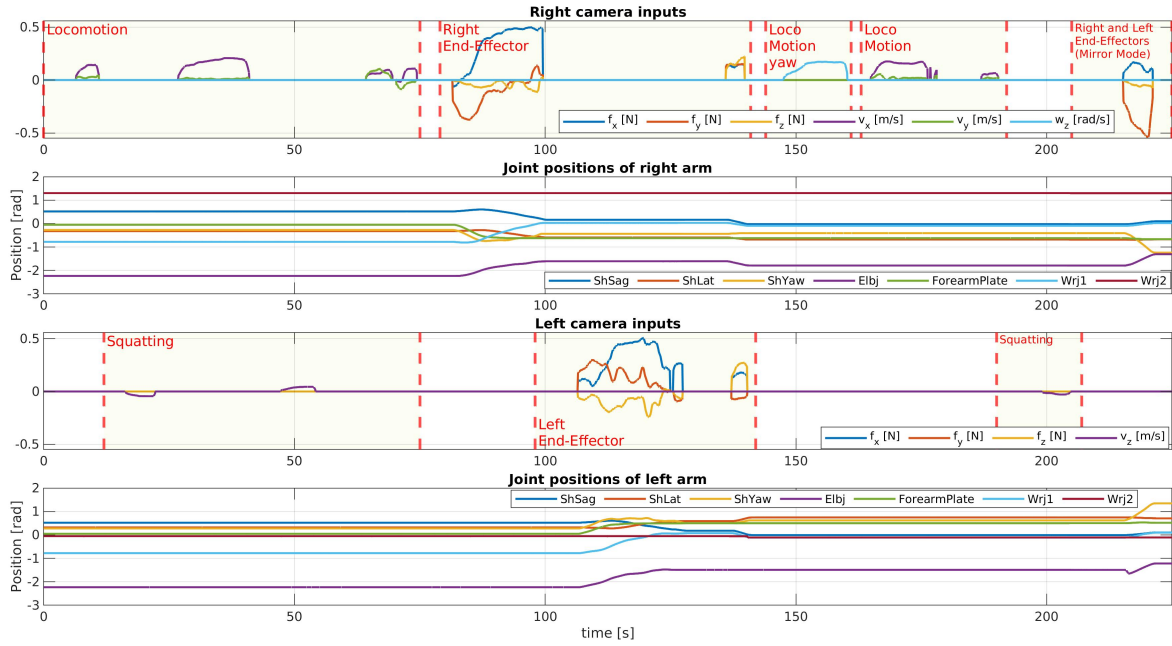 Right camera inputs
0.5
0
-0.5
Locomotion
Right
End-Effector
Loco
Motion
yaw
Loco
Motion
Right and Left
End-Effectors
(Mirror Mode)
f_x [N] f_y [N] f_z [N] v_x [m/s] v_y [m/s] w_z [rad/s]
0 50 100 150 200
Joint positions of right arm
Position [rad]
2
1
0
-1
-2
-3
ShSag ShLat ShYaw Elbj ForearmPlate Wrj1 Wrj2
0 50 100 150 200
Left camera inputs
0.5
0
-0.5
Squatting
Left
End-Effector
Squatting
f_x [N] f_y [N] f_z [N] v_z [m/s]
0 50 100 150 200
Joint positions of left arm
Position [rad]
2
1
0
-1
-2
-3
ShSag ShLat ShYaw Elbj ForearmPlate Wrj1 Wrj2
0 50 100 150 200
time [s]